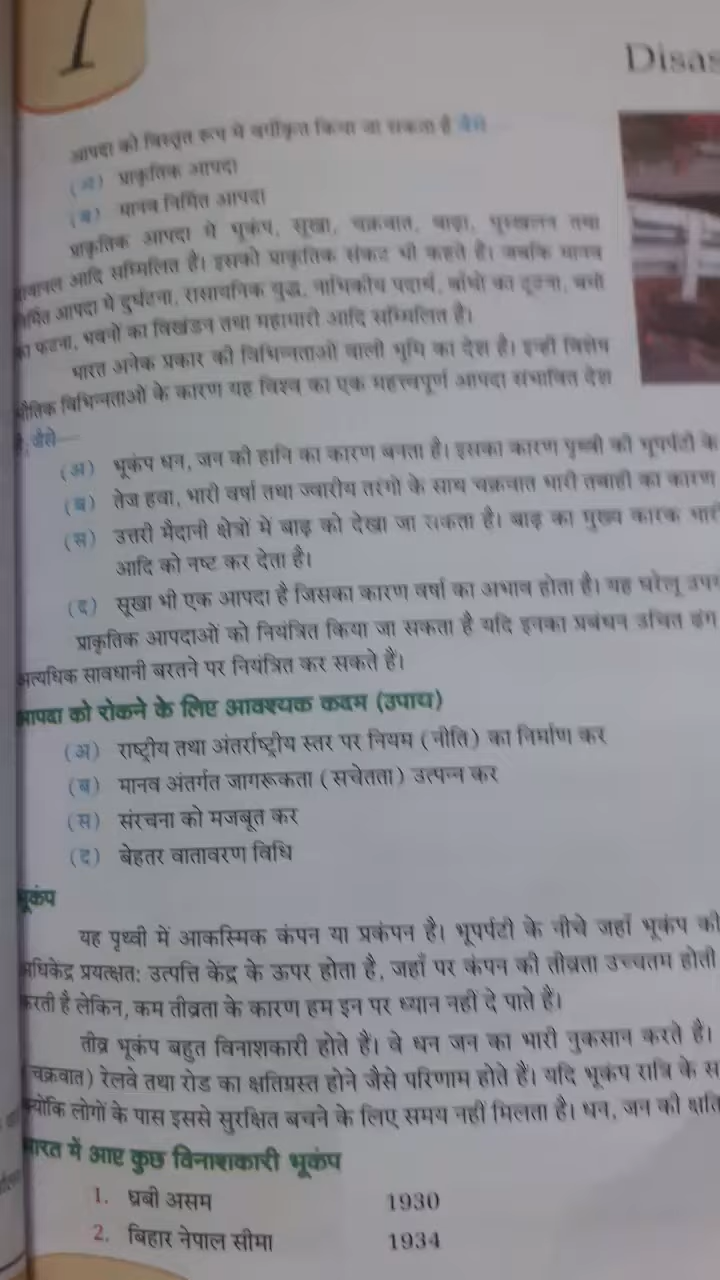 1
Disas
आपदा को विस्तृत रूप में वर्गीकृत किया जा सकता है जैसे
(अ) प्राकृतिक आपदा
(ब) मानव निर्मित आपदा
प्राकृतिक आपदा में भूकंप, सूखा, चक्रवात, बाढ़, भूस्खलन तथा
आदि सम्मिलित है। इसको प्राकृतिक संकट भी कहते हैं। जबकि मानव
निर्मित आपदा में दुर्घटना, रासायनिक युद्ध, नाभिकीय पदार्थ, बाँधों का टूटना, बमों
का फटना, भवनों का विखंडन तथा महामारी आदि सम्मिलित है।
भारत अनेक प्रकार की विभिन्नताओं वाली भूमि का देश है। इन्हीं विशेष
भौतिक विभिन्नताओं के कारण यह विश्व का एक महत्त्वपूर्ण आपदा संभावित देश
है, जैसे—
(अ) भूकंप धन, जन की हानि का कारण बनता है। इसका कारण पृथ्वी की भूपर्पटी के
(ब) तेज हवा, भारी वर्षा तथा ज्वारीय तरंगों के साथ चक्रवात भारी तबाही का कारण
(स) उत्तरी मैदानी क्षेत्रों में बाढ़ को देखा जा सकता है। बाढ़ का मुख्य कारक भारी
आदि को नष्ट कर देता है।
(द) सूखा भी एक आपदा है जिसका कारण वर्षा का अभाव होता है। यह घरेलू उपर
प्राकृतिक आपदाओं को नियंत्रित किया जा सकता है यदि इनका प्रबंधन उचित ढंग
अत्यधिक सावधानी बरतने पर नियंत्रित कर सकते हैं।
आपदा को रोकने के लिए आवश्यक कदम (उपाय)
(अ) राष्ट्रीय तथा अंतर्राष्ट्रीय स्तर पर नियम (नीति) का निर्माण कर
(ब) मानव अंतर्गत जागरूकता (सचेतता) उत्पन्न कर
(स) संरचना को मजबूत कर
(द) बेहतर वातावरण विधि
भूकंप
यह पृथ्वी में आकस्मिक कंपन या प्रकंपन है। भूपर्पटी के नीचे जहाँ भूकंप की
अधिकेंद्र प्रयत्क्षत: उत्पत्ति केंद्र के ऊपर होता है, जहाँ पर कंपन की तीव्रता उच्चतम होती
करती है लेकिन, कम तीव्रता के कारण हम इन पर ध्यान नहीं दे पाते हैं।
तीव्र भूकंप बहुत विनाशकारी होते हैं। वे धन जन का भारी नुकसान करते हैं।
चक्रवात) रेलवे तथा रोड का क्षतिग्रस्त होने जैसे परिणाम होते हैं। यदि भूकंप रात्रि के स
क्योंकि लोगों के पास इससे सुरक्षित बचने के लिए समय नहीं मिलता है। धन, जन की क्षति
भारत में आए कुछ विनाशकारी भूकंप
1. ध्रबी असम 1930
2. बिहार नेपाल सीमा 1934